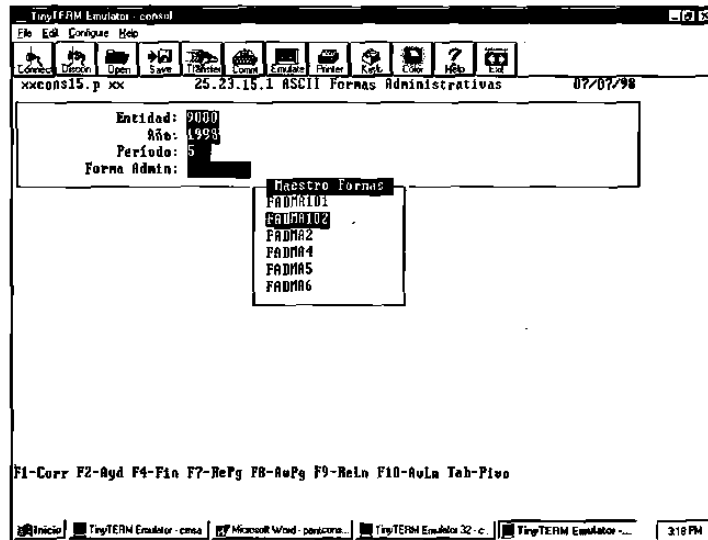 TinyTERM Emulator - consul
File Edit Configure Help
Connect Discon Open Save Transfer Comm Emulate Printer Keyb Color Help Exit
xxcons15.p xx 25.23.15.1 ASCII Formas Administrativas 07/07/98
Entidad: 9000
Año: 1998
Período: 5
Forma Admin:
Maestro Formas
FADMA101
FADMA102
FADMA2
FADMA4
FADMA5
FADMA6
F1-Corr F2-Ayd F4-Fin F7-RePg F8-AvPg F9-ReLn F10-AvLn Tab-Pivo
Inicio TinyTERM Emulator - cmsa Microsoft Word - pantcons... TinyTERM Emulator 32 - c... TinyTERM Emulator -... 3:18 PM